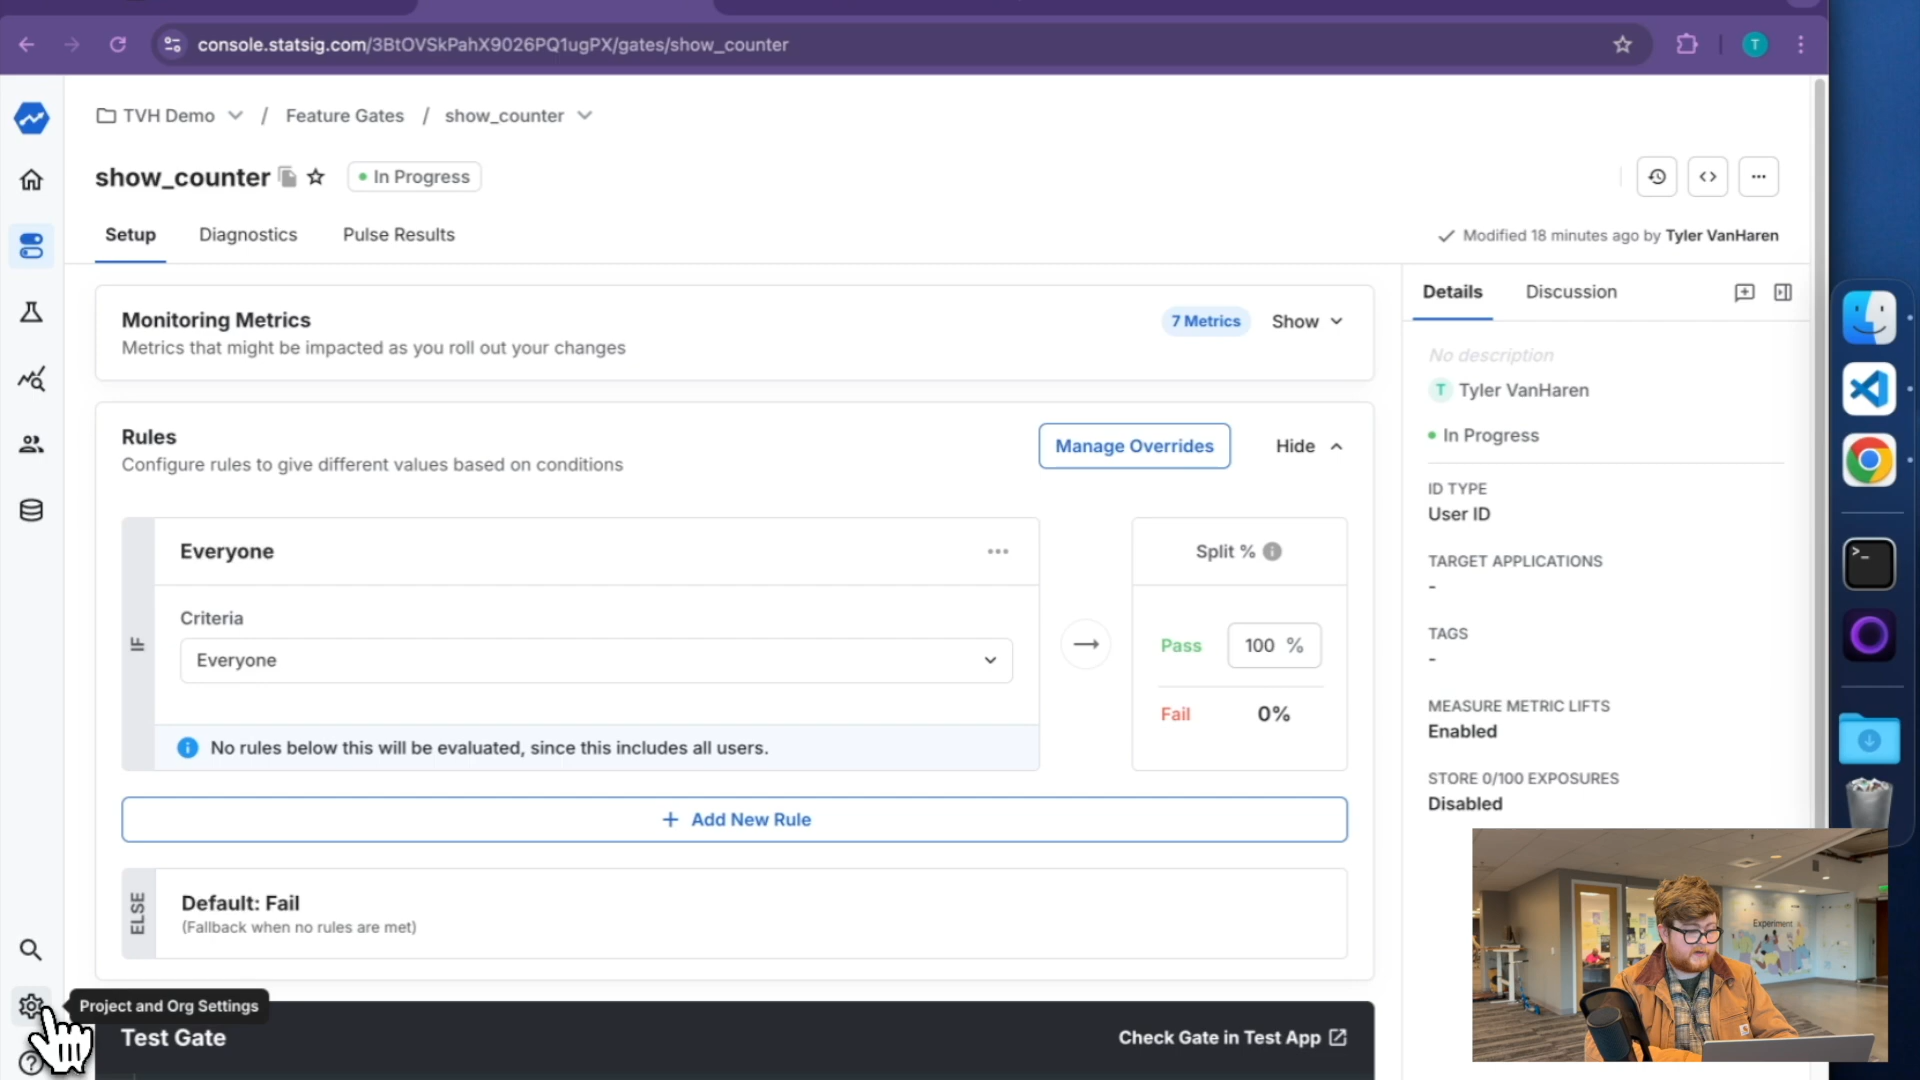 console.statsig.com/3BtOVSkPahX9026PQ1ugPX/gates/show_counter
T
TVH Demo / Feature Gates / show_counter
show_counter
In Progress
Setup
Diagnostics
Pulse Results
Modified 18 minutes ago by Tyler VanHaren
Monitoring Metrics
Metrics that might be impacted as you roll out your changes
7 Metrics
Show
Rules
Configure rules to give different values based on conditions
Manage Overrides
Hide
IF
Everyone
Criteria
Everyone
No rules below this will be evaluated, since this includes all users.
Split %
Pass
100 %
Fail
0%
+ Add New Rule
ELSE
Default: Fail
(Fallback when no rules are met)
Project and Org Settings
Test Gate
Check Gate in Test App
Details
Discussion
No description
T Tyler VanHaren
In Progress
ID TYPE
User ID
TARGET APPLICATIONS
-
TAGS
-
MEASURE METRIC LIFTS
Enabled
STORE 0/100 EXPOSURES
Disabled
Experiment